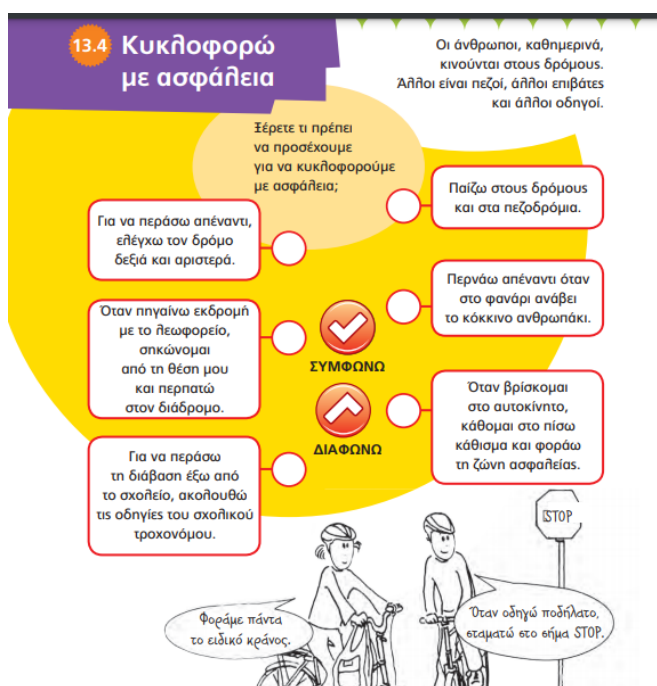 13.4 Κυκλοφορώ
με ασφάλεια
Οι άνθρωποι, καθημερινά,
κινούνται στους δρόμους.
Άλλοι είναι πεζοί, άλλοι επιβάτες
και άλλοι οδηγοί.
Ξέρετε τι πρέπει
να προσέχουμε
για να κυκλοφορούμε
με ασφάλεια;
Για να περάσω απέναντι,
ελέγχω τον δρόμο
δεξιά και αριστερά.
Όταν πηγαίνω εκδρομή
με το λεωφορείο,
σηκώνομαι
από τη θέση μου
και περπατώ
στον διάδρομο.
Για να περάσω
τη διάβαση έξω από
το σχολείο, ακολουθώ
τις οδηγίες του σχολικού
τροχονόμου.
ΣΥΜΦΩΝΩ
ΔΙΑΦΩΝΩ
Παίζω στους δρόμους
και στα πεζοδρόμια.
Περνάω απέναντι όταν
στο φανάρι ανάβει
το κόκκινο ανθρωπάκι.
Όταν βρίσκομαι
στο αυτοκίνητο,
κάθομαι στο πίσω
κάθισμα και φοράω
τη ζώνη ασφαλείας.
STOP
Φοράμε πάντα
το ειδικό κράνος.
Όταν οδηγώ ποδήλατο,
σταματώ στο σήμα STOP.